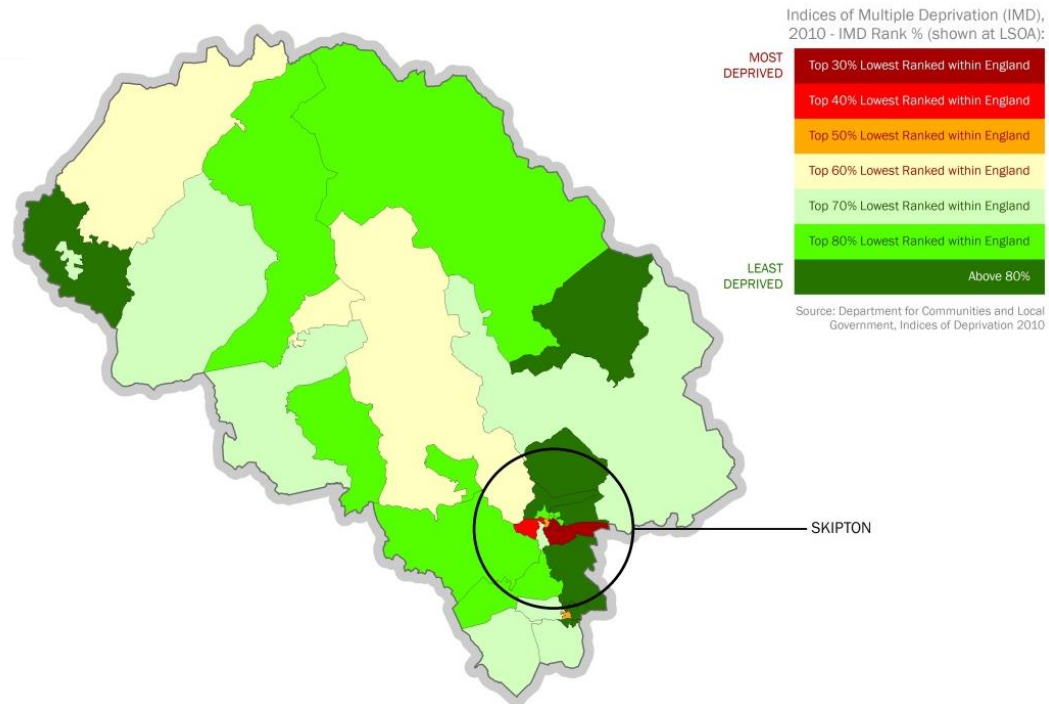 Indices of Multiple Deprivation (IMD),
2010 - IMD Rank % (shown at LSOA):
MOST
DEPRIVED
Top 30% Lowest Ranked within England
Top 40% Lowest Ranked within England
Top 50% Lowest Ranked within England
Top 60% Lowest Ranked within England
Top 70% Lowest Ranked within England
Top 80% Lowest Ranked within England
LEAST
DEPRIVED
Above 80%
Source: Department for Communities and Local
Government, Indices of Deprivation 2010
SKIPTON